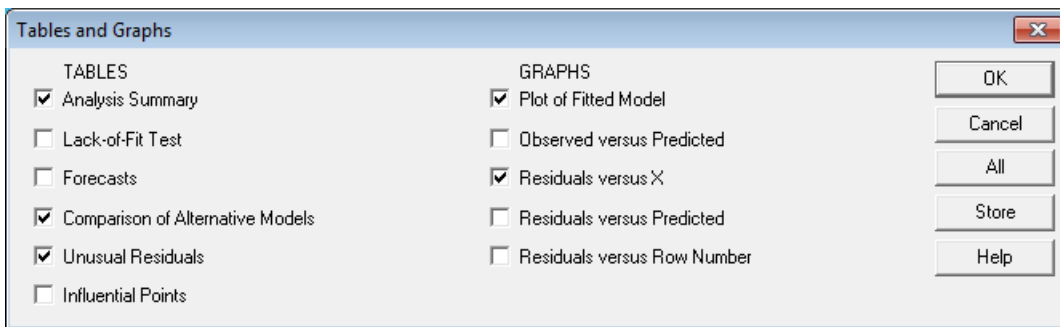 Tables and Graphs
TABLES
Analysis Summary
Lack-of-Fit Test
Forecasts
Comparison of Alternative Models
Unusual Residuals
Influential Points
GRAPHS
Plot of Fitted Model
Observed versus Predicted
Residuals versus X
Residuals versus Predicted
Residuals versus Row Number
OK
Cancel
All
Store
Help